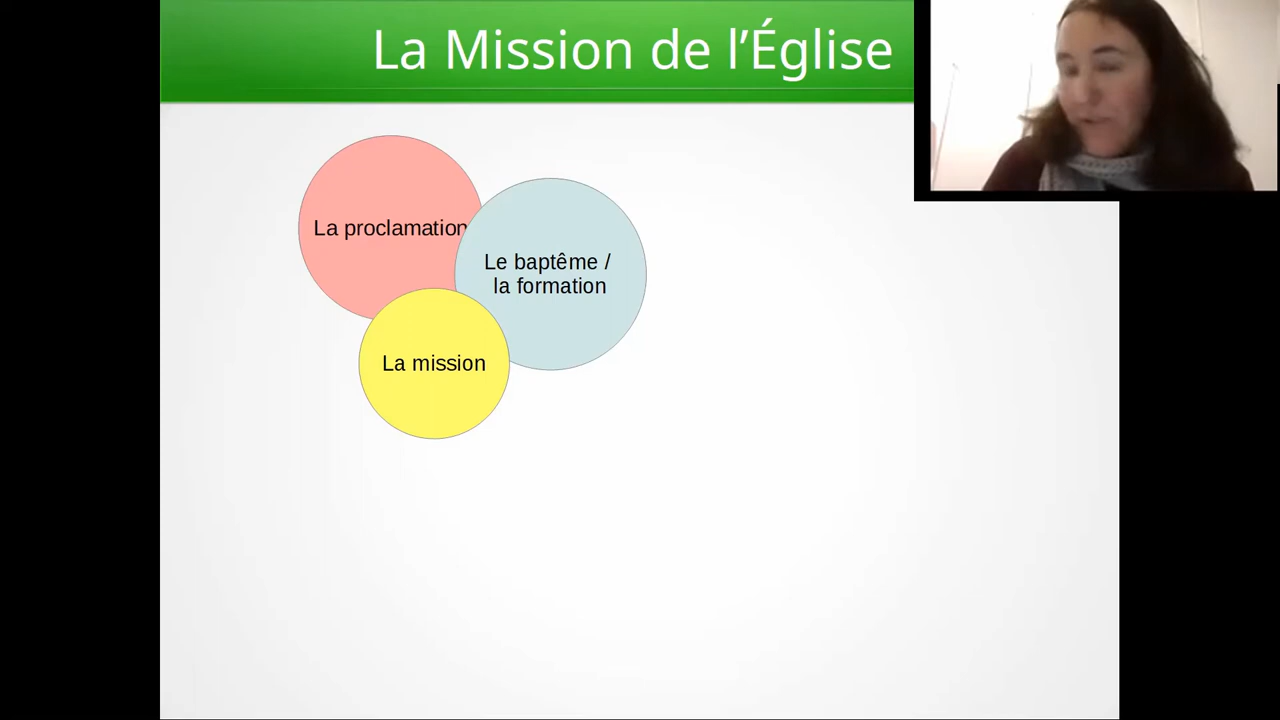 La Mission de l’Église
La proclamation
Le baptême /
la formation
La mission